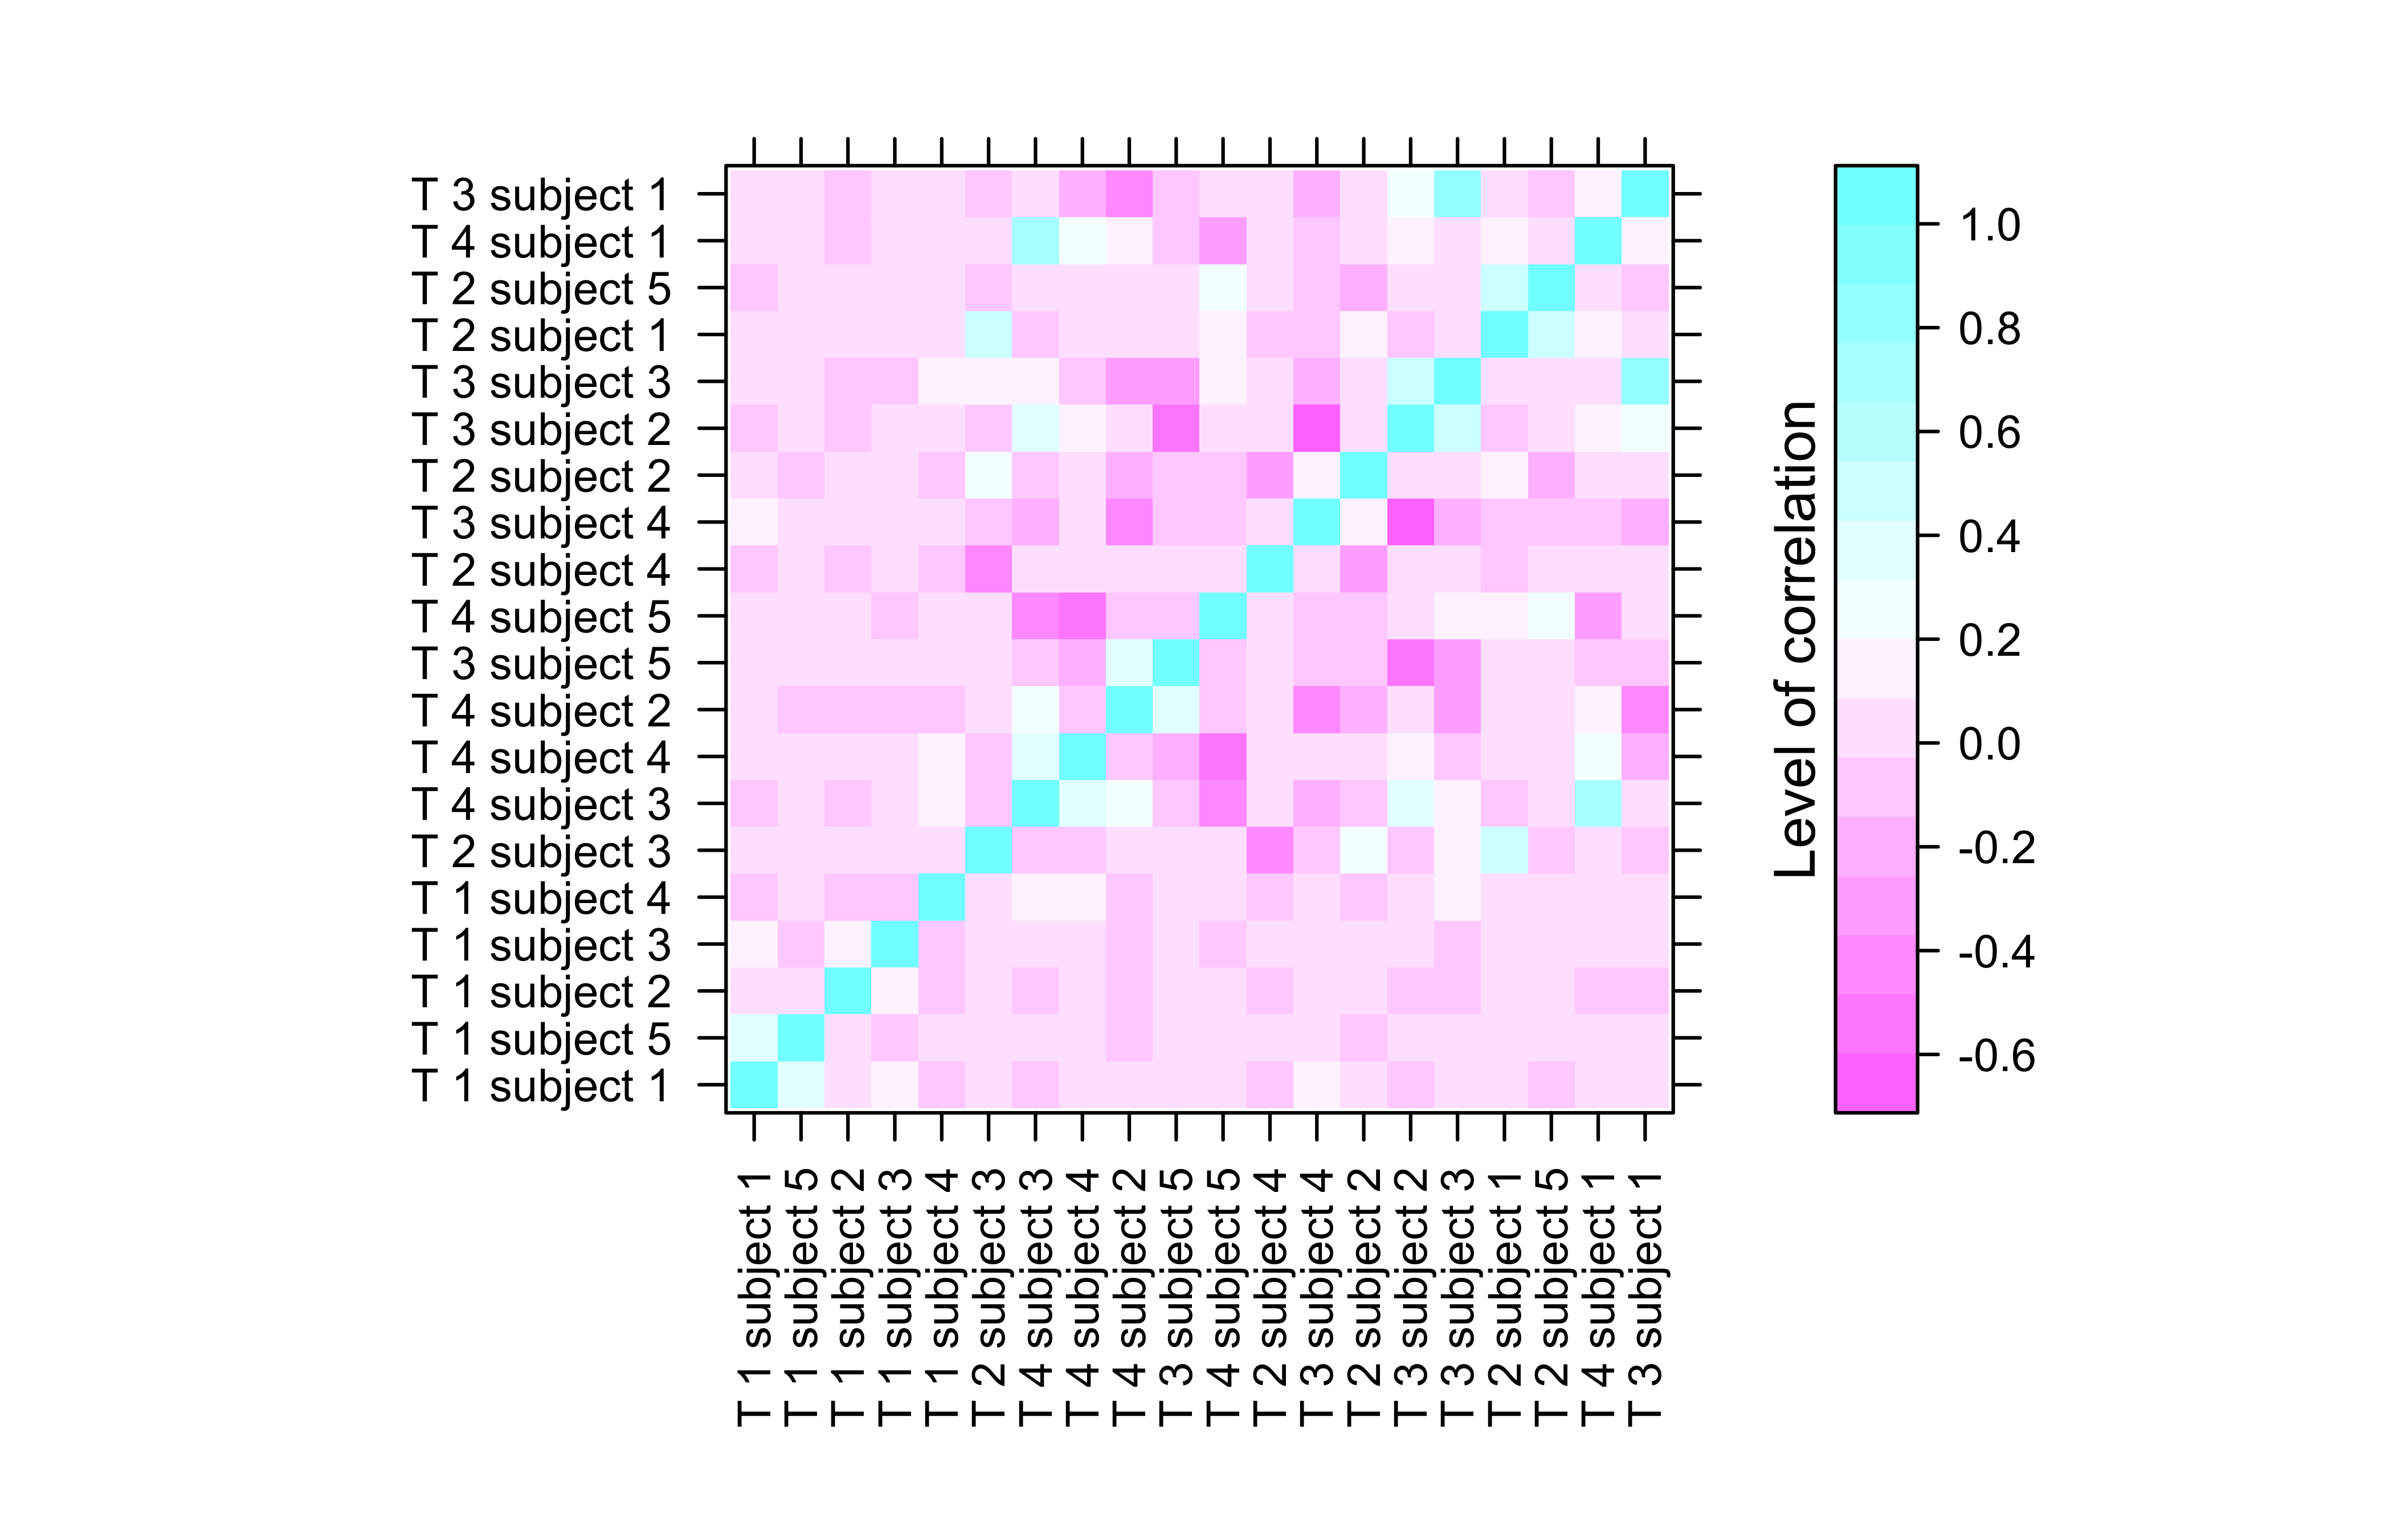 T 3 subject 1
T 4 subject 1
T 2 subject 5
T 2 subject 1
T 3 subject 3
T 3 subject 2
T 2 subject 2
T 3 subject 4
T 2 subject 4
T 4 subject 5
T 3 subject 5
T 4 subject 2
T 4 subject 4
T 4 subject 3
T 2 subject 3
T 1 subject 4
T 1 subject 3
T 1 subject 2
T 1 subject 5
T 1 subject 1
T 1 subject 1
T 1 subject 5
T 1 subject 2
T 1 subject 3
T 1 subject 4
T 2 subject 3
T 4 subject 3
T 4 subject 4
T 4 subject 2
T 3 subject 5
T 4 subject 5
T 2 subject 4
T 3 subject 4
T 2 subject 2
T 3 subject 2
T 3 subject 3
T 2 subject 1
T 2 subject 5
T 4 subject 1
T 3 subject 1
Level of correlation
1.0
0.8
0.6
0.4
0.2
0.0
-0.2
-0.4
-0.6